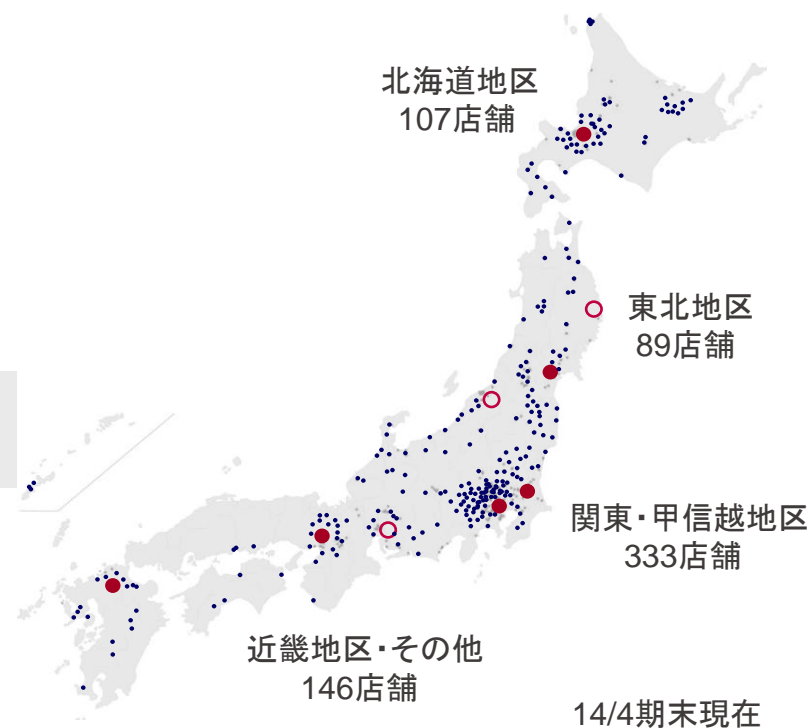 北海道地区
107店舗
東北地区
89店舗
関東・甲信越地区
333店舗
近畿地区・その他
146店舗
14/4期末現在